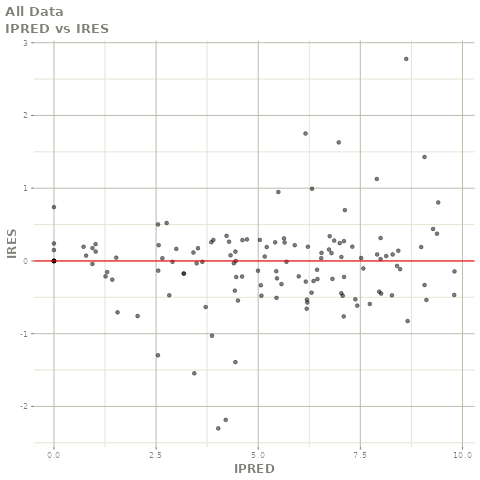 All Data
IPRED vs IRES
3
2
1
0
-1
-2
IRES
0.0
2.5
5.0
7.5
10.0
IPRED